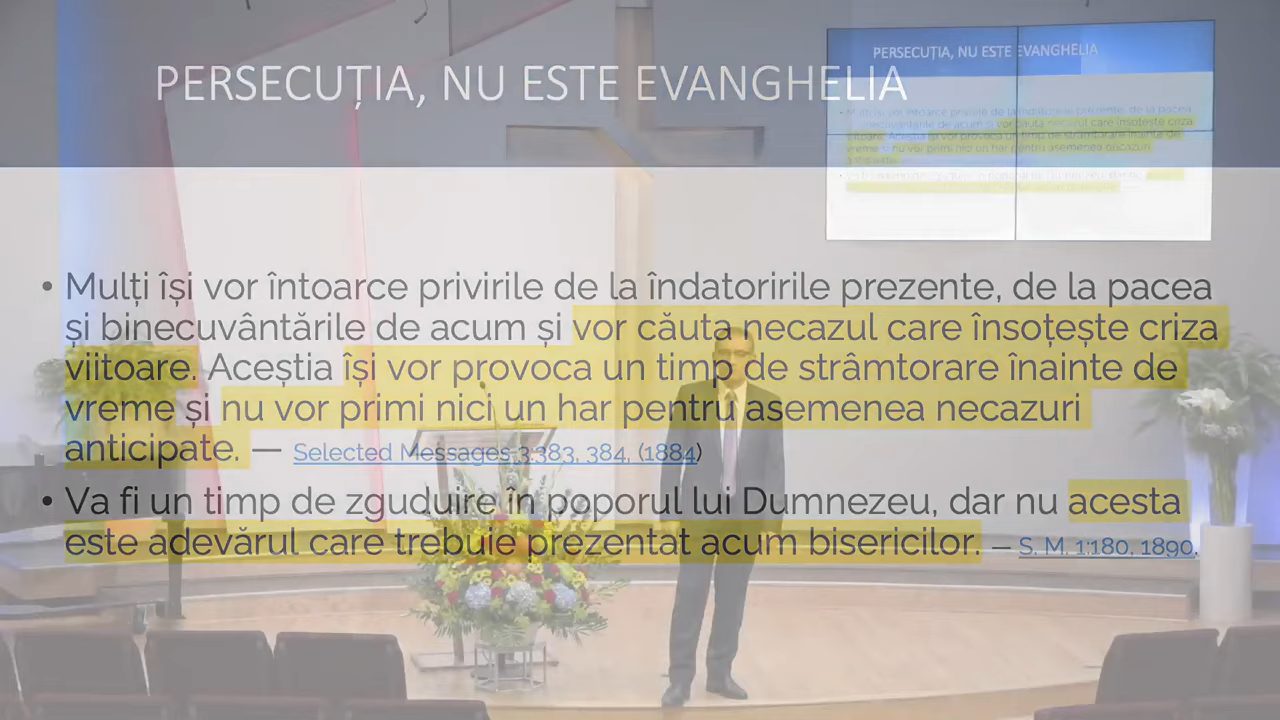 PERSECUȚIA, NU ESTE EVANGHELIA
PERSECUȚIA, NU ESTE EVANGHELIA
• Mulți își vor întoarce privirile de la îndatoririle prezente, de la pacea
și binecuvântările de acum și vor căuta necazul care însoțește criza
viitoare. Aceștia își vor provoca un timp de strâmtorare înainte de
vreme și nu vor primi nici un har pentru asemenea necazuri
anticipate. — Selected Messages 3:383, 384, (1884)
• Va fi un timp de zguduire în poporul lui Dumnezeu, dar nu acesta
este adevărul care trebuie prezentat acum bisericilor. – S. M. 1:180, 1890.